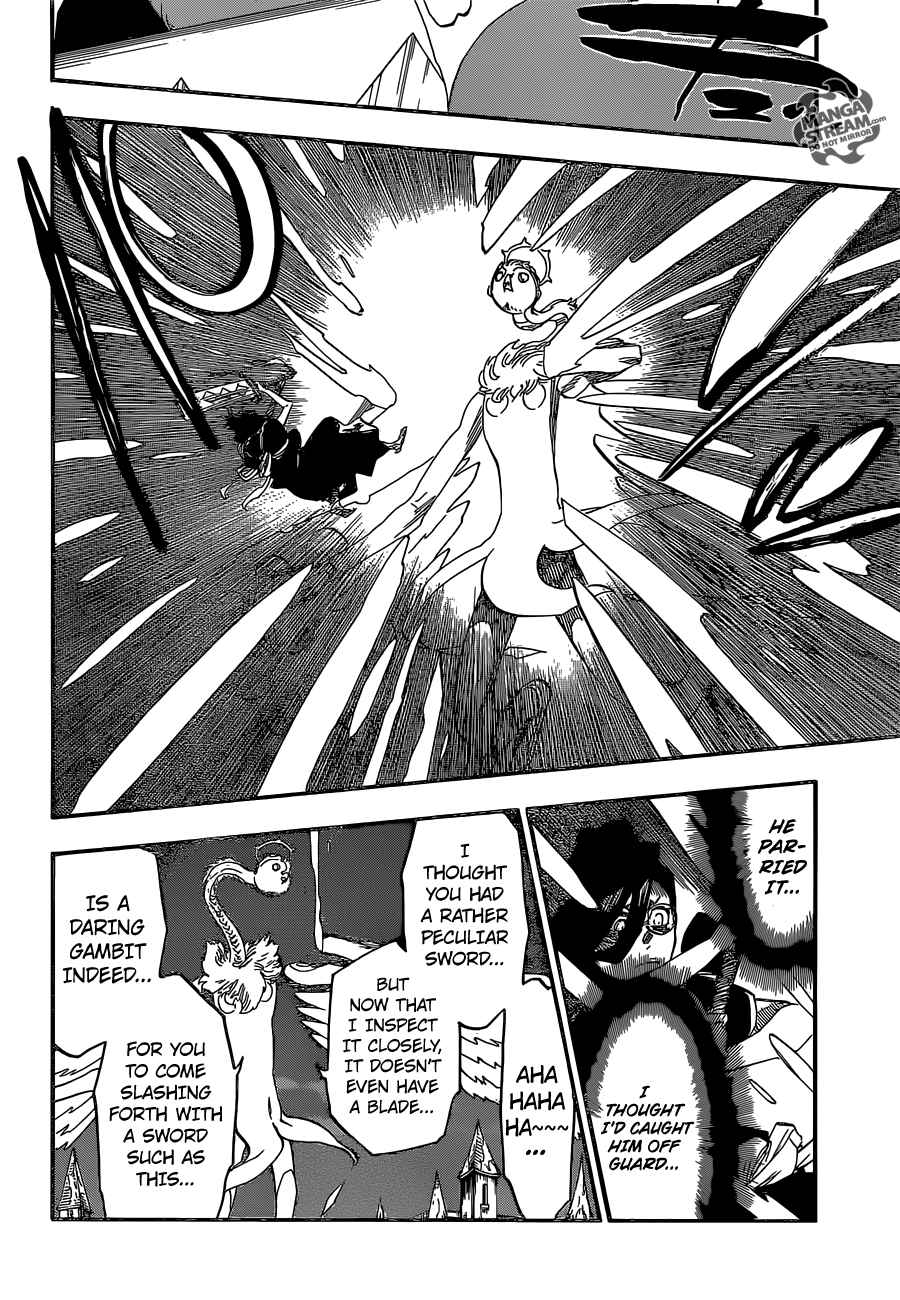 MANGA
STREAM.com
DO NOT MIRROR
HE
PAR-
RIED
IT...
I
THOUGHT
I'D CAUGHT
HIM OFF
GUARD...
AHA
HAHA
HA~~~
...
I
THOUGHT
YOU HAD
A RATHER
PECULIAR
SWORD...
BUT
NOW THAT
I INSPECT
IT CLOSELY,
IT DOESN'T
EVEN HAVE
A BLADE...
IS A
DARING
GAMBIT
INDEED...
FOR YOU
TO COME
SLASHING
FORTH WITH
A SWORD
SUCH AS
THIS...